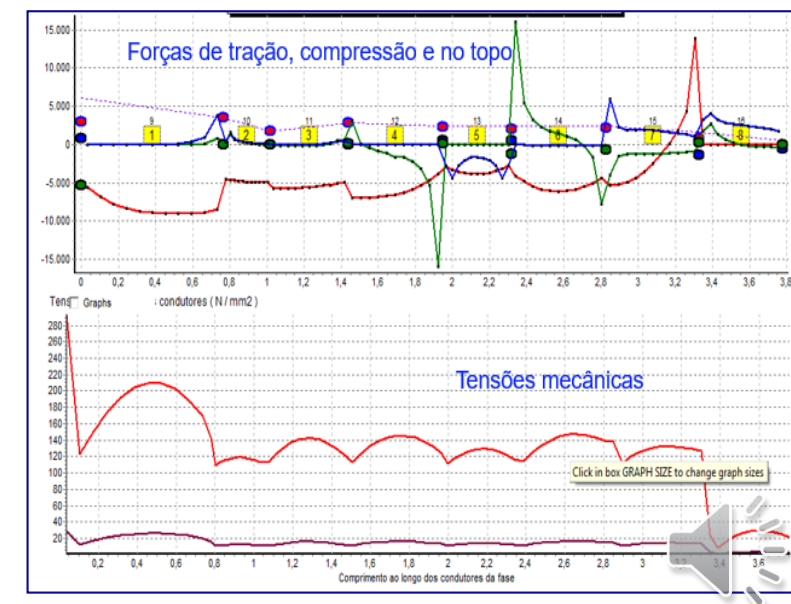 Forças de tração, compressão e no topo
15.000
10.000
5.000
0
-5.000
-10.000
-15.000
9 10 11 12 13 14 15 16
1 2 3 4 5 6 7 8
0 0,2 0,4 0,6 0,8 1 1,2 1,4 1,6 1,8 2 2,2 2,4 2,6 2,8 3 3,2 3,4 3,6 3,8
Graphs
: condutores ( N / mm2 )
280
260
240
220
200
180
160
140
120
100
80
60
40
20
Tensões mecânicas
Click in box GRAPH SIZE to change graph sizes
0,2 0,4 0,6 0,8 1 1,2 1,4 1,6 1,8 2 2,2 2,4 2,6 2,8 3 3,2 3,4 3,6
Comprimento ao longo dos condutores da fase